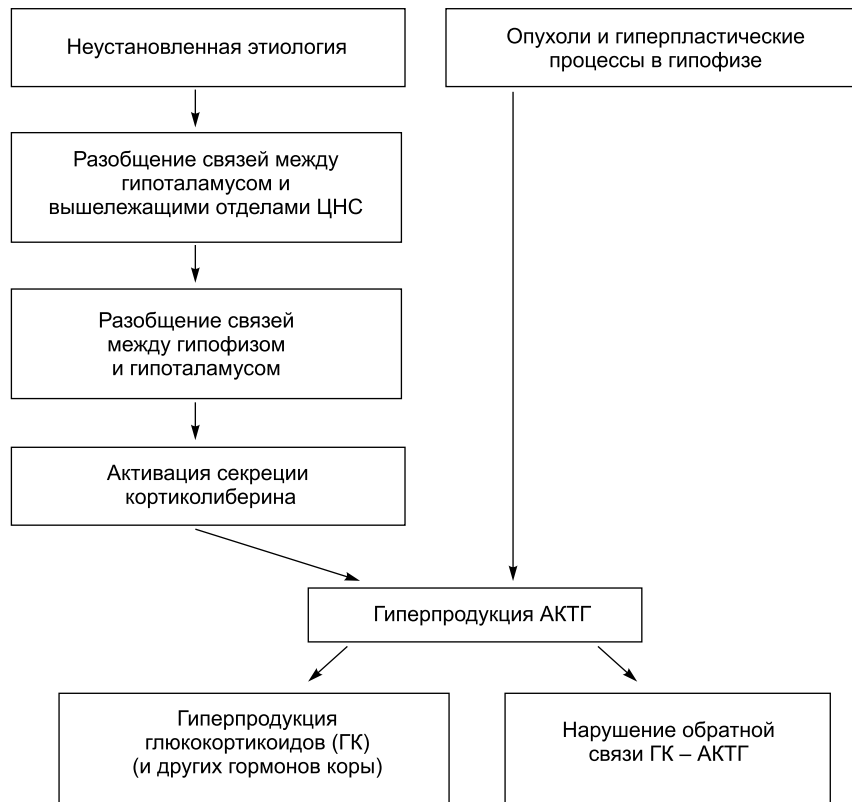 Неустановленная этиология
Опухоли и гиперпластические
процессы в гипофизе
Разобщение связей между
гипоталамусом и
вышележащими отделами ЦНС
Разобщение связей
между гипофизом
и гипоталамусом
Активация секреции
кортиколиберина
Гиперпродукция АКТГ
Гиперпродукция
глюкокортикоидов (ГК)
(и других гормонов коры)
Нарушение обратной
связи ГК – АКТГ